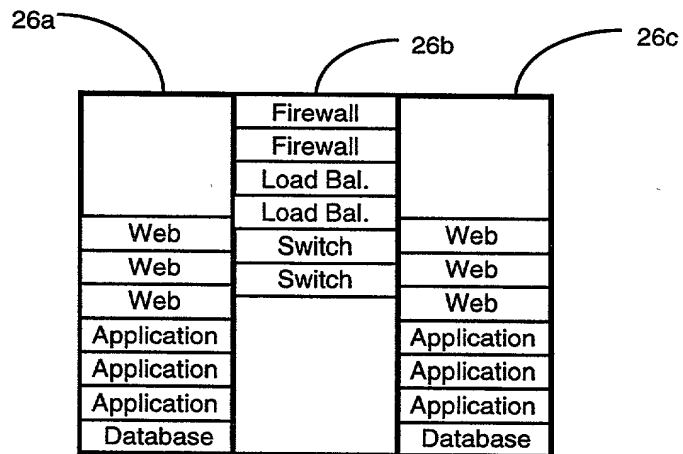 26a
26b
26c
Firewall
Firewall
Load Bal.
Load Bal.
Switch
Switch
Web
Web
Web
Application
Application
Application
Database
Web
Web
Web
Application
Application
Application
Database